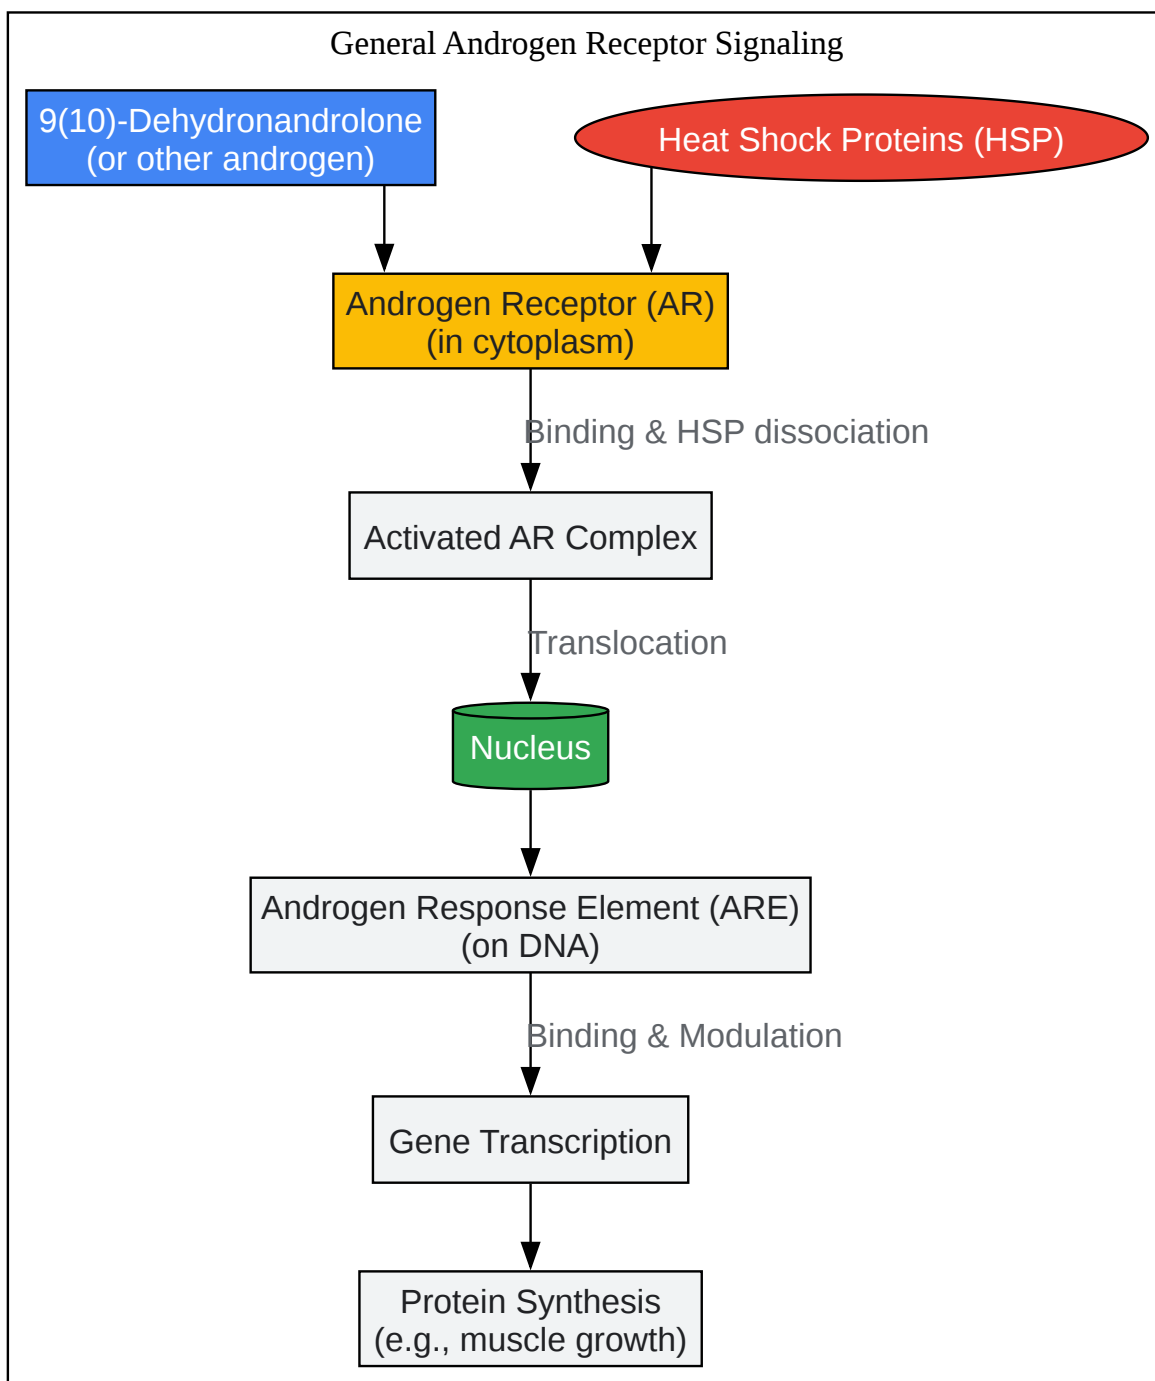 General Androgen Receptor Signaling
9(10)-Dehydronandrolone
(or other androgen)
Heat Shock Proteins (HSP)
Androgen Receptor (AR)
(in cytoplasm)
Binding & HSP dissociation
Activated AR Complex
Translocation
Nucleus
Androgen Response Element (ARE)
(on DNA)
Binding & Modulation
Gene Transcription
Protein Synthesis
(e.g., muscle growth)